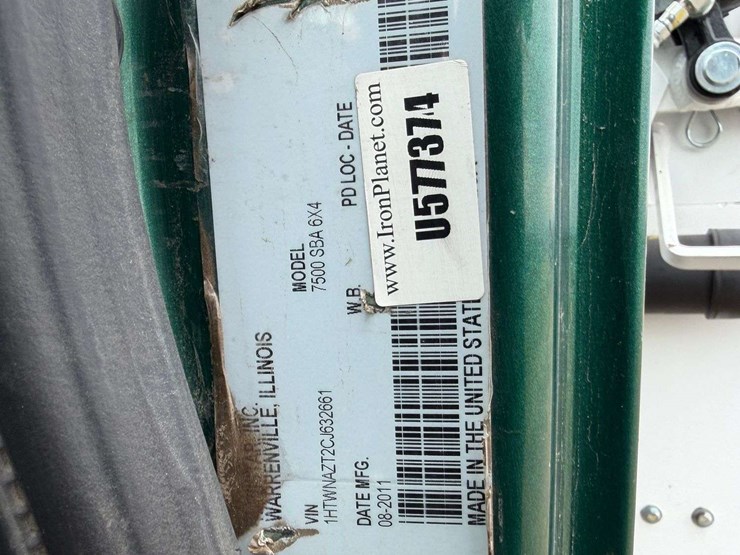 INC.
WARRENVILLE, ILLINOIS
VIN
1HTWNAZT2CJ632661
MODEL
7500 SBA 6X4
DATE MFG.
08-2011
W.B.
PD LOC - DATE
MADE IN THE UNITED STAT
www.IronPlanet.com
U577374